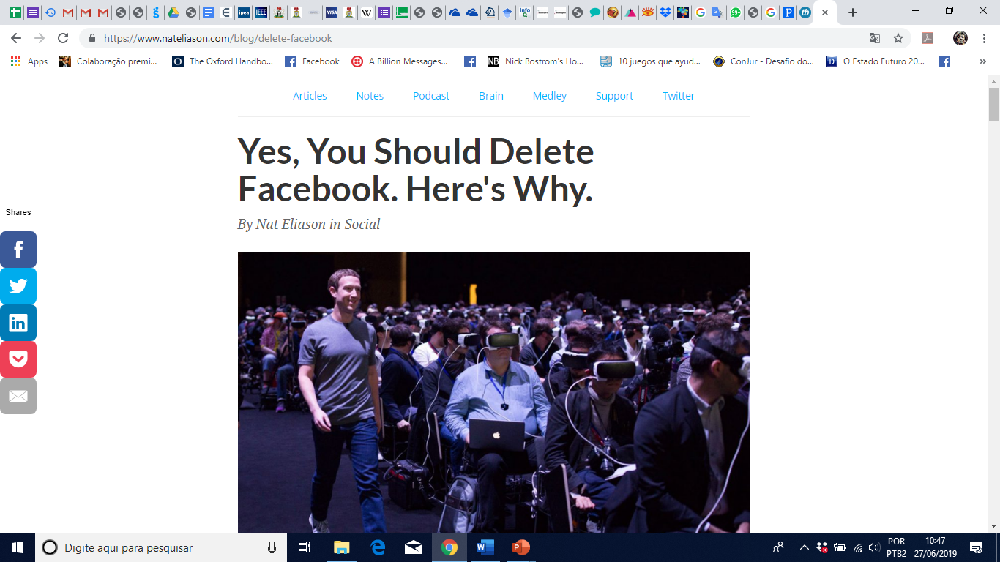 https://www.nateliason.com/blog/delete-facebook
Apps
Colaboração premi...
The Oxford Handbo...
Facebook
A Billion Messages...
NB
Nick Bostrom's Ho...
10 juegos que ayud...
ConJur - Desafio do...
O Estado Futuro 20...
»
Articles Notes Podcast Brain Medley Support Twitter
Yes, You Should Delete
Facebook. Here's Why.
By Nat Eliason in Social
Shares
Digite aqui para pesquisar
POR
PTB2
10:47
27/06/2019